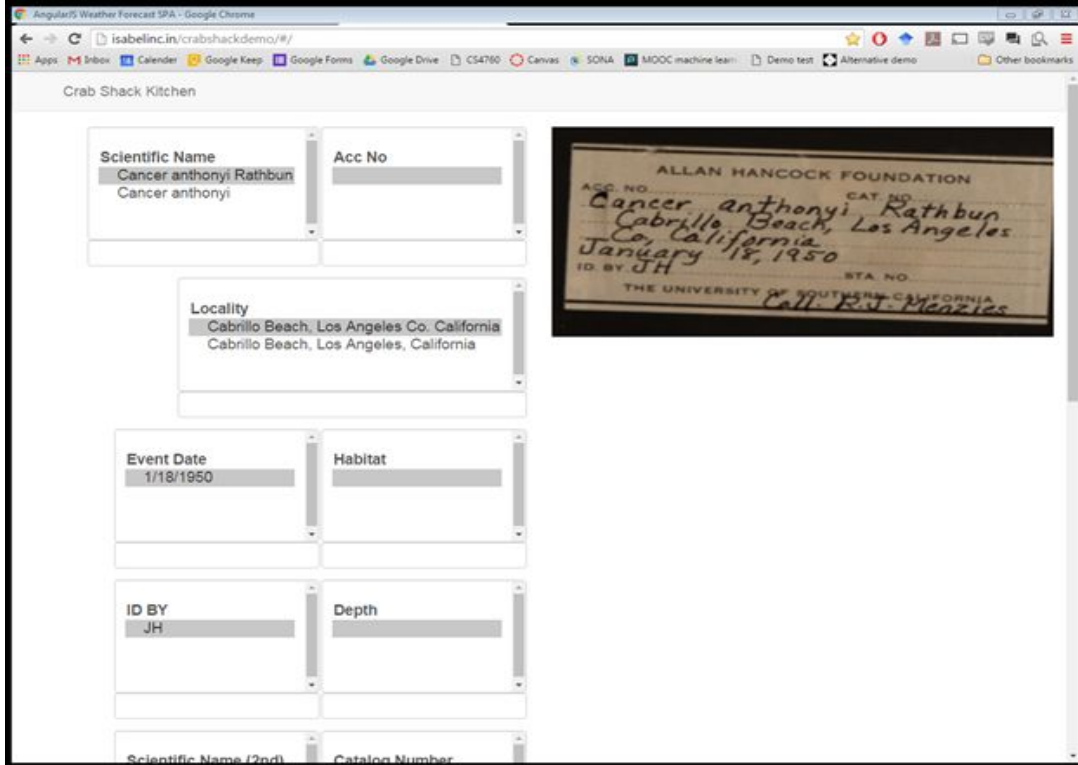 AngularJS Weather Forecast SPA - Google Chrome
isabelinc.in/crabshackdemo/#/
Apps Inbox Calender Google Keep Google Forms Google Drive CS4760 Canvas SONA MOOC machine learn Demo test Alternative demo Other bookmarks
Crab Shack Kitchen
Scientific Name
Cancer anthonyi Rathbun
Cancer anthonyi
Acc No
Locality
Cabrillo Beach, Los Angeles Co. California
Cabrillo Beach, Los Angeles, California
Event Date
1/18/1950
Habitat
ID BY
JH
Depth
Scientific Name (2nd)
Catalog Number
ALLAN HANCOCK FOUNDATION
ACC. NO. CAT. NO.
Cancer anthonyi Rathbun
Cabrillo Beach, Los Angeles
Co, California
January 18, 1950
ID. BY JH STA. NO.
THE UNIVERSITY OF SOUTHERN CALIFORNIA
Coll. R.J. Menzies